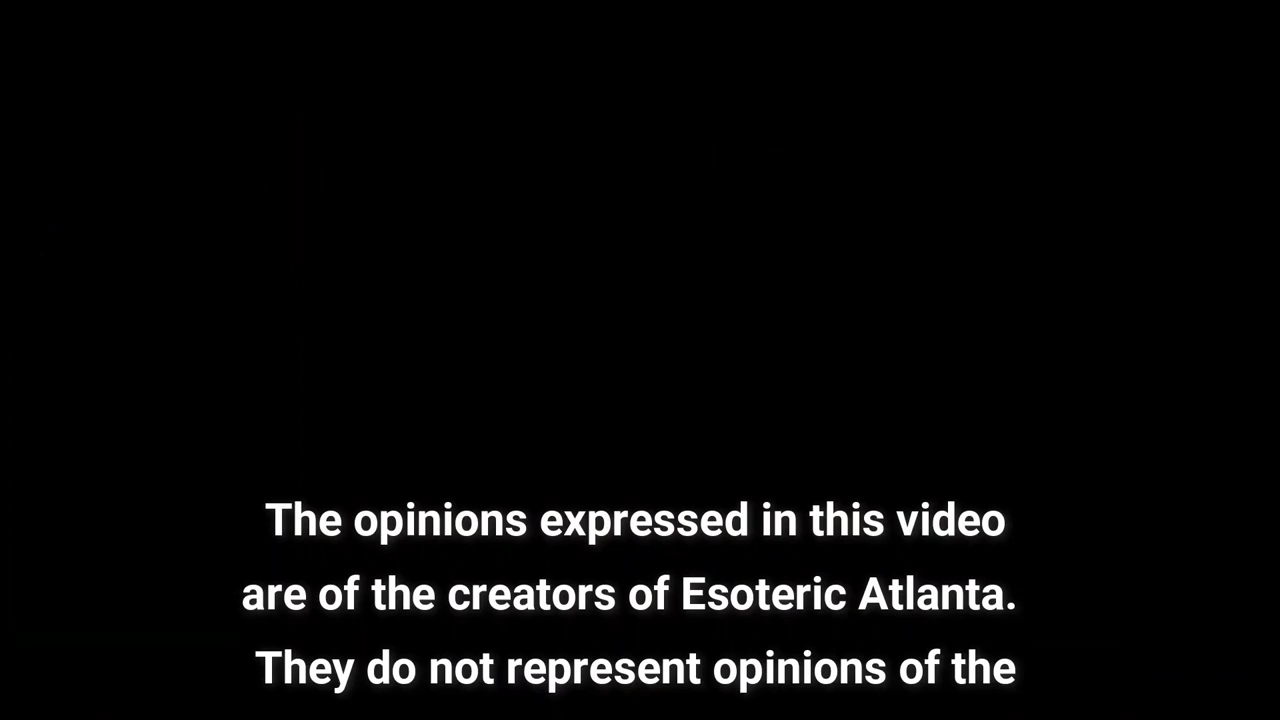 The opinions expressed in this video
are of the creators of Esoteric Atlanta.
They do not represent opinions of the